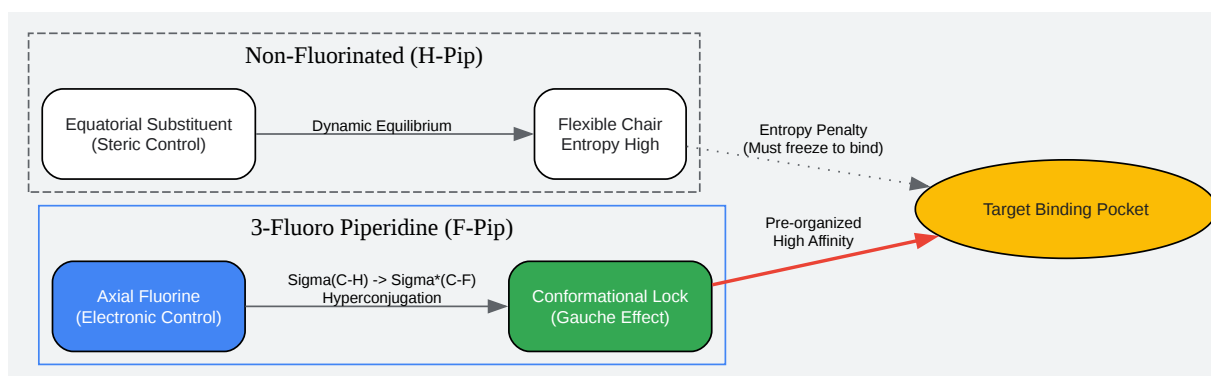 Non-Fluorinated (H-Pip)
Equatorial Substituent
(Steric Control)
Dynamic Equilibrium
Flexible Chair
Entropy High
Entropy Penalty
(Must freeze to bind)
Target Binding Pocket
3-Fluoro Piperidine (F-Pip)
Axial Fluorine
(Electronic Control)
Sigma(C-H) -> Sigma*(C-F)
Hyperconjugation
Conformational Lock
(Gauche Effect)
Pre-organized
High Affinity